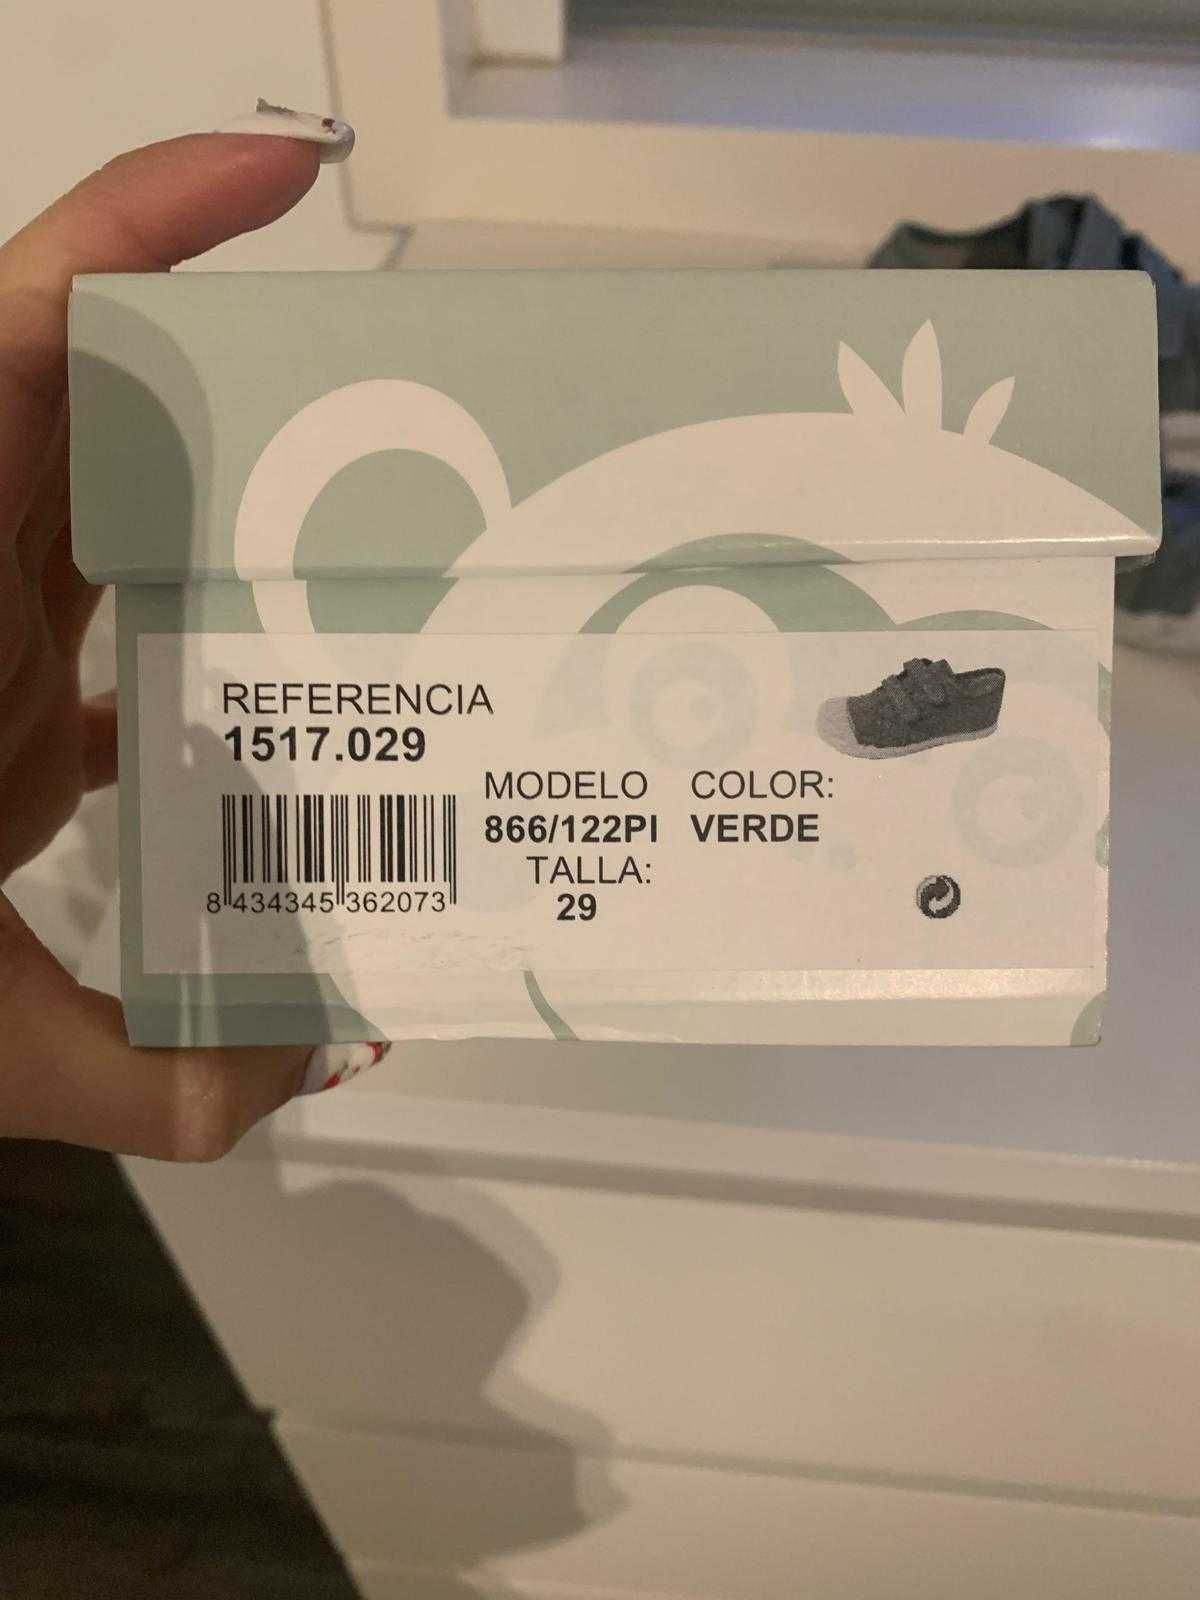 REFERENCIA
1517.029
MODELO COLOR:
866/122PI VERDE
TALLA:
29
8 434345 362073